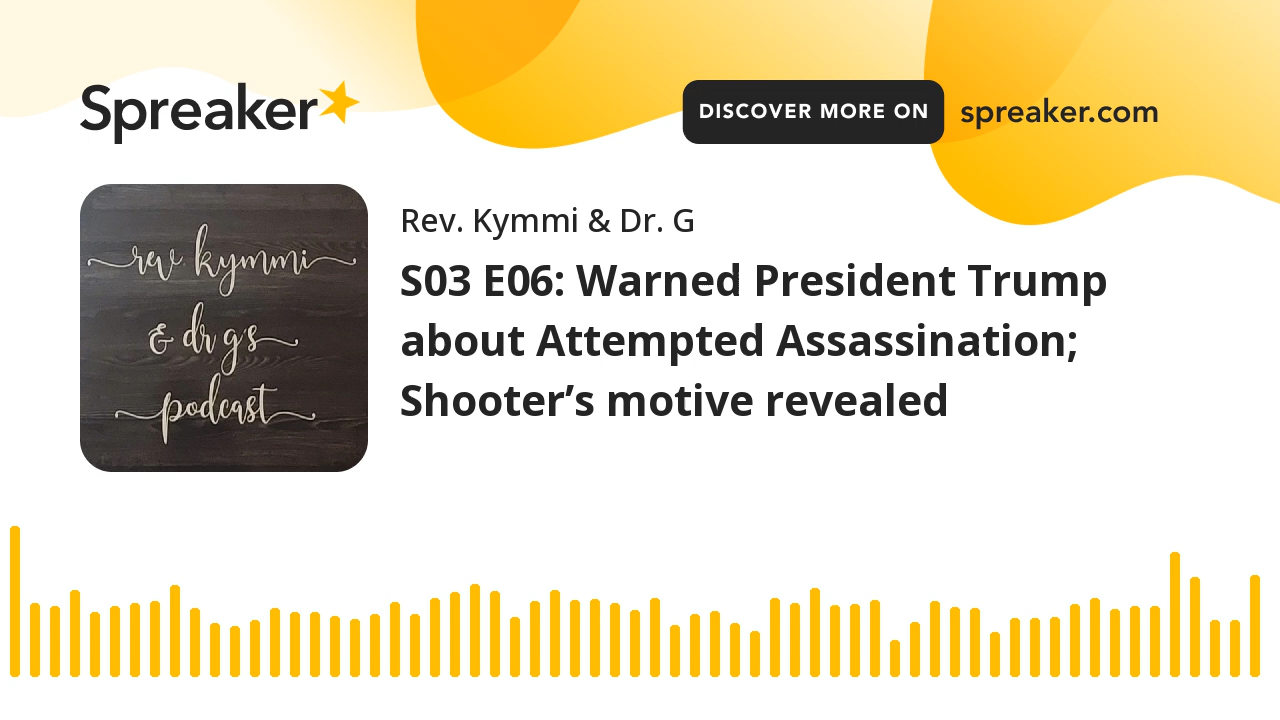 Spreaker
DISCOVER MORE ON
spreaker.com
rev. kymmi
& dr g's
podcast
Rev. Kymmi & Dr. G
S03 E06: Warned President Trump
about Attempted Assassination;
Shooter’s motive revealed